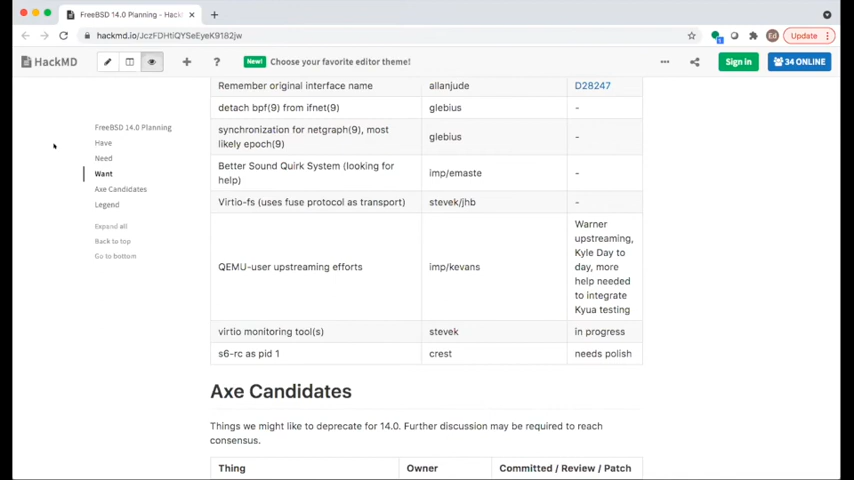 FreeBSD 14.0 Planning - Hack
hackmd.io/JczFDHtiQYSeEyeK9182jw
Ed
Update
HackMD
New!
Choose your favorite editor theme!
Sign in
34 ONLINE
FreeBSD 14.0 Planning
Have
Need
Want
Axe Candidates
Legend
Expand all
Back to top
Go to bottom
Remember original interface name
allanjude
D28247
detach bpf(9) from ifnet(9)
glebius
-
synchronization for netgraph(9), most
likely epoch(9)
glebius
-
Better Sound Quirk System (looking for
help)
imp/emaste
-
Virtio-fs (uses fuse protocol as transport)
stevek/jhb
-
QEMU-user upstreaming efforts
imp/kevans
Warner
upstreaming,
Kyle Day to
day, more
help needed
to integrate
Kyua testing
virtio monitoring tool(s)
stevek
in progress
s6-rc as pid 1
crest
needs polish
Axe Candidates
Things we might like to deprecate for 14.0. Further discussion may be required to reach
consensus.
Thing
Owner
Committed / Review / Patch